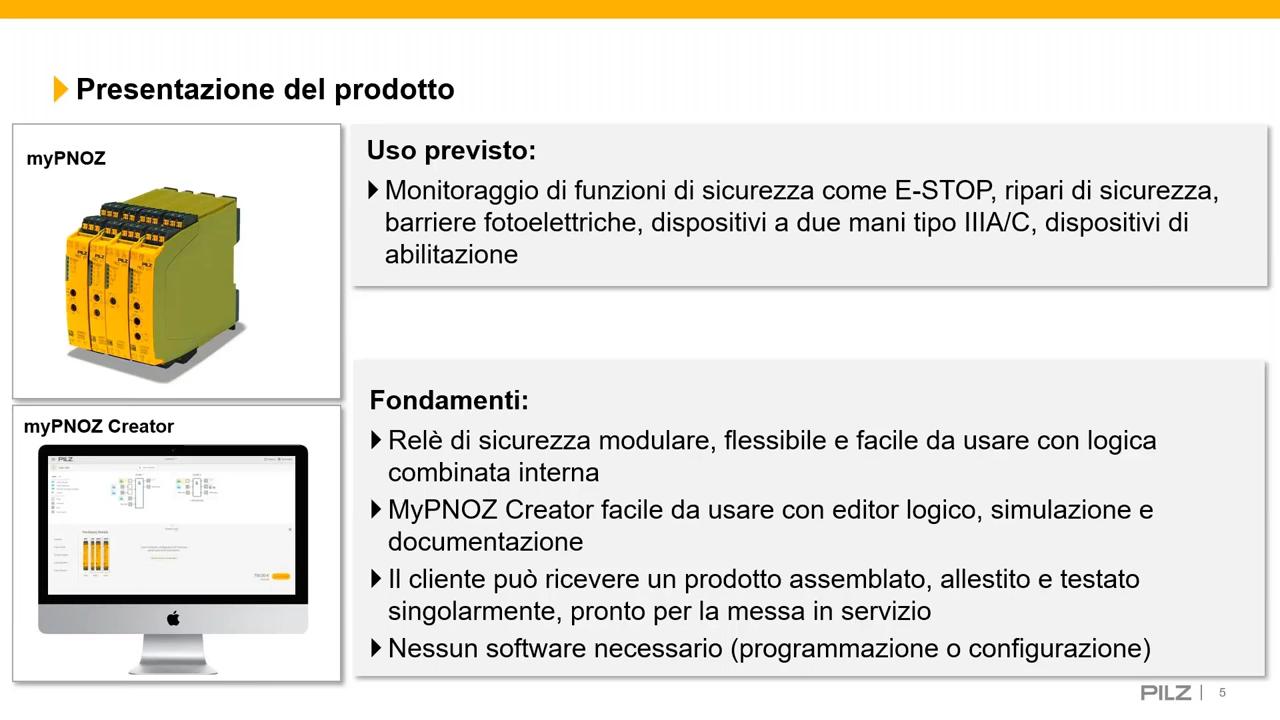 Presentazione del prodotto
myPNOZ
PILZ
Uso previsto:
Monitoraggio di funzioni di sicurezza come E-STOP, ripari di sicurezza,
barriere fotoelettriche, dispositivi a due mani tipo IIIA/C, dispositivi di
abilitazione
myPNOZ Creator
PILZ
Fondamenti:
Relè di sicurezza modulare, flessibile e facile da usare con logica
combinata interna
MyPNOZ Creator facile da usare con editor logico, simulazione e
documentazione
Il cliente può ricevere un prodotto assemblato, allestito e testato
singolarmente, pronto per la messa in servizio
Nessun software necessario (programmazione o configurazione)
PILZ | 5